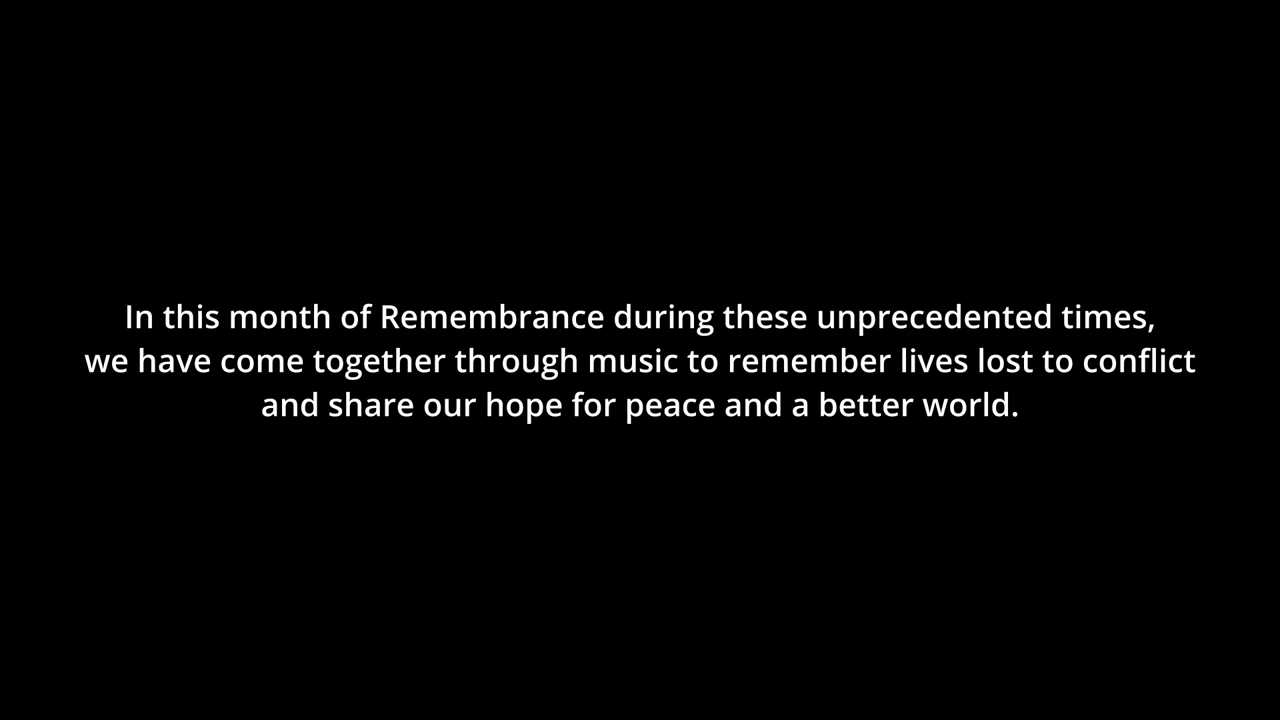 In this month of Remembrance during these unprecedented times,
we have come together through music to remember lives lost to conflict
and share our hope for peace and a better world.